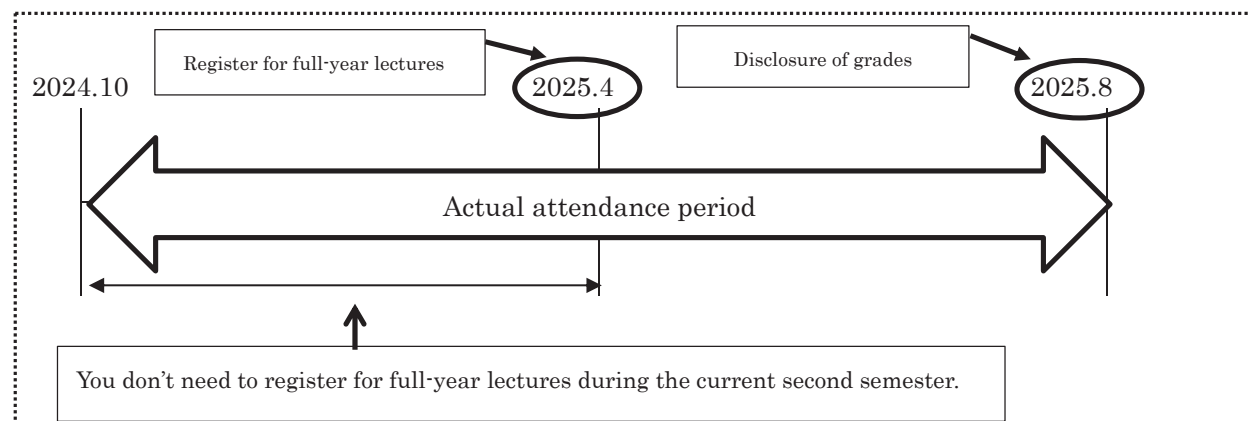 Register for full-year lectures
Disclosure of grades
2024.10
2025.4
2025.8
Actual attendance period
You don’t need to register for full-year lectures during the current second semester.